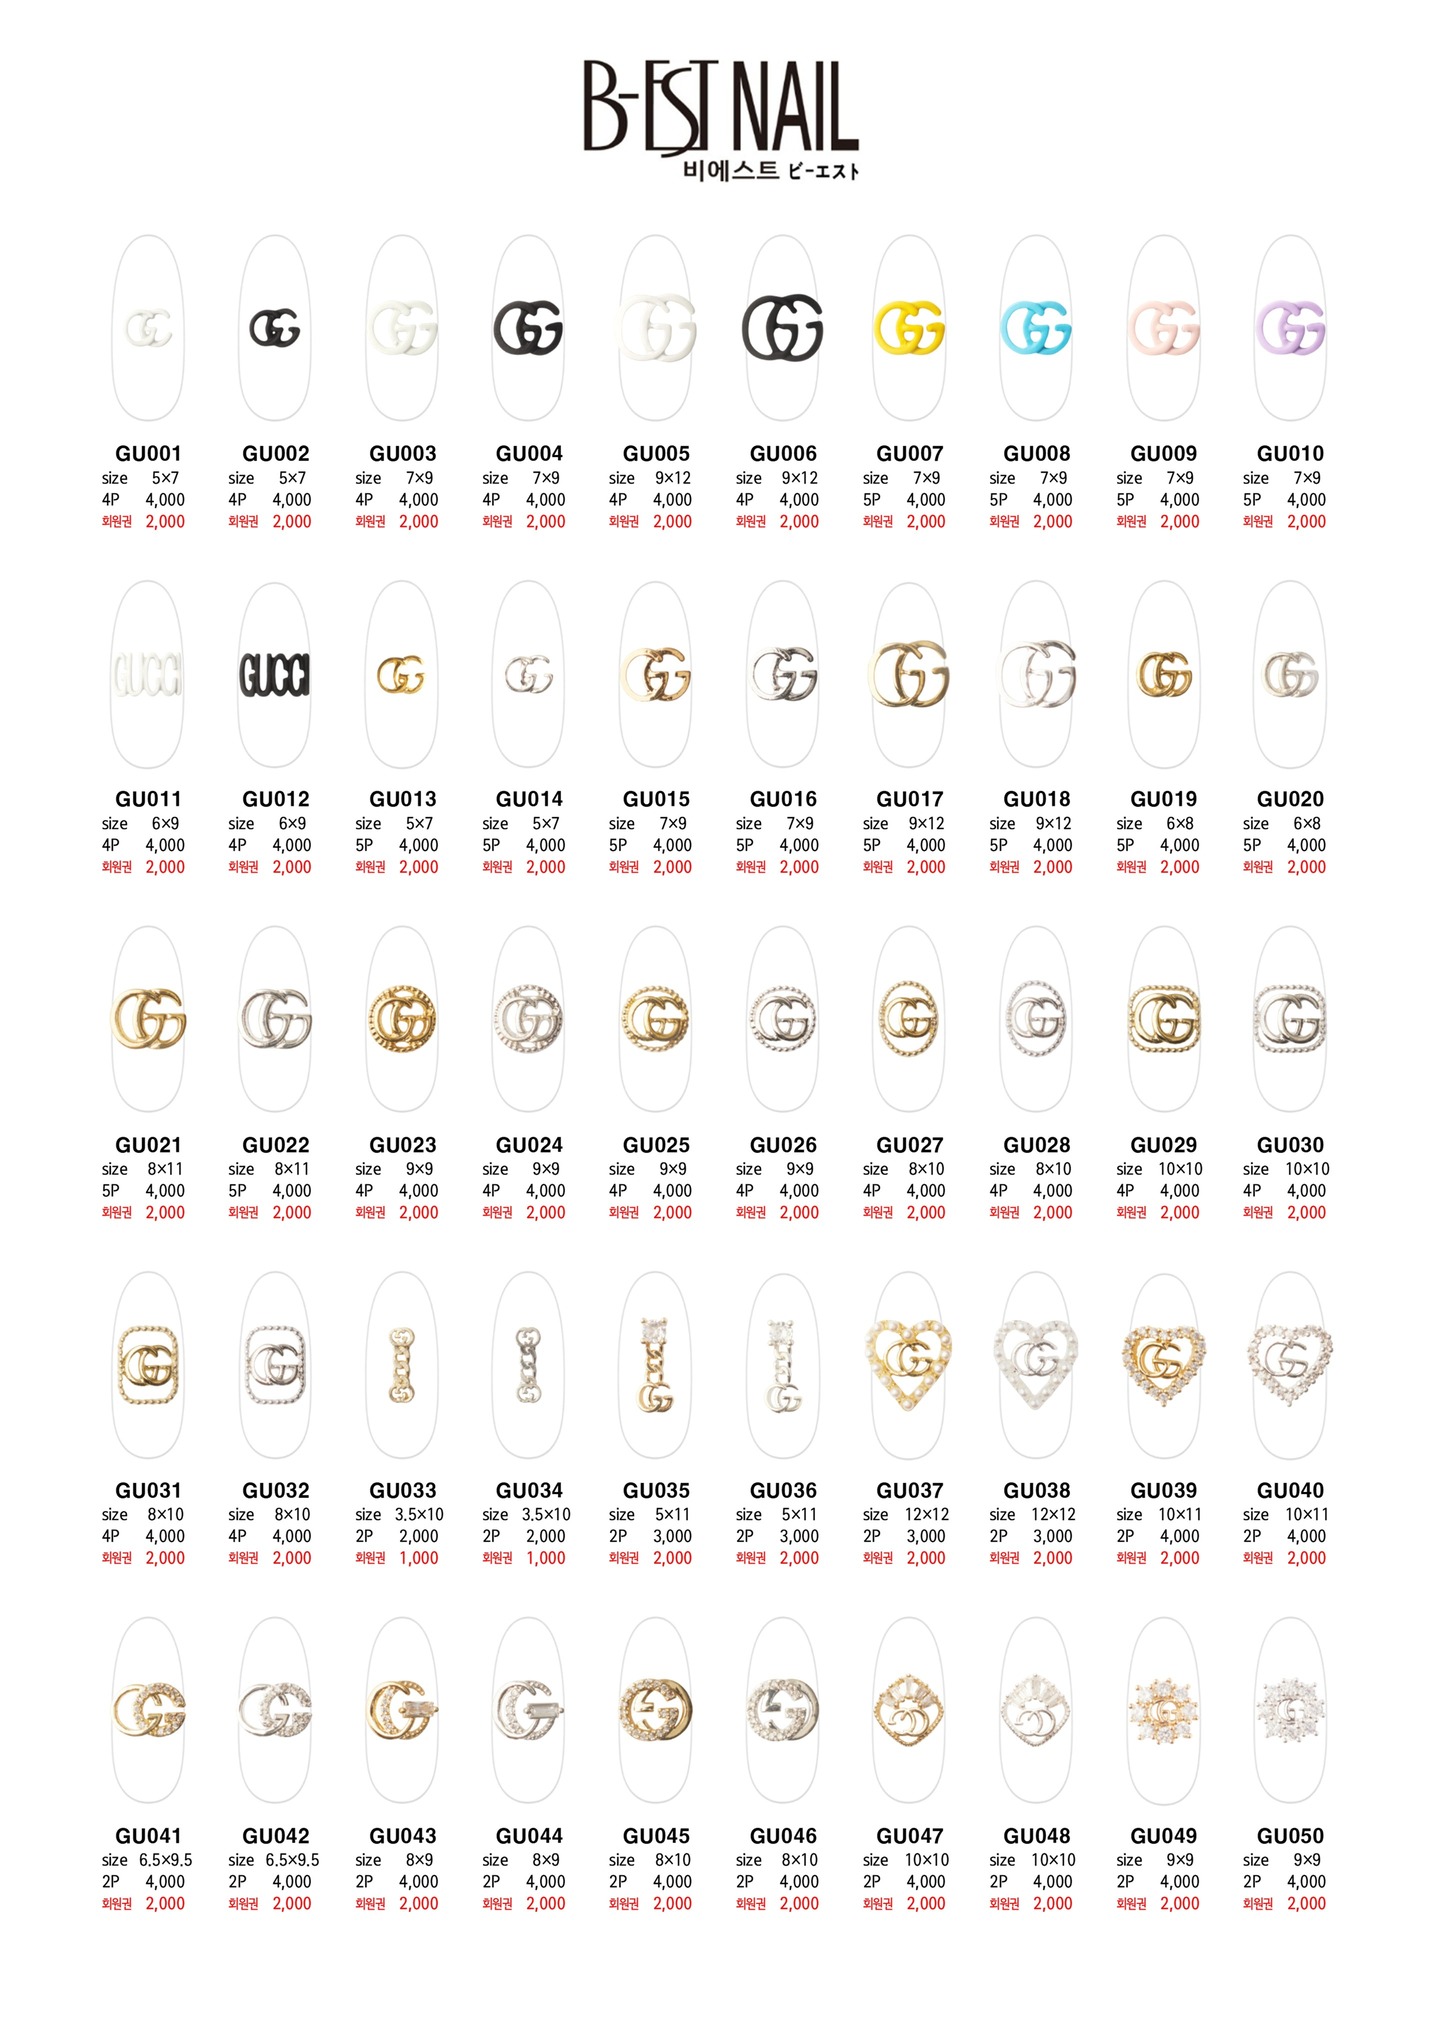 B-EST NAIL
비에스트 ビーエスト
GU001 GU002 GU003 GU004 GU005 GU006 GU007 GU008 GU009 GU010
size 5×7 size 5×7 size 7×9 size 7×9 size 9×12 size 9×12 size 7×9 size 7×9 size 7×9 size 7×9
4P 4,000 4P 4,000 4P 4,000 4P 4,000 4P 4,000 4P 4,000 5P 4,000 5P 4,000 5P 4,000 5P 4,000
회원권 2,000 회원권 2,000 회원권 2,000 회원권 2,000 회원권 2,000 회원권 2,000 회원권 2,000 회원권 2,000 회원권 2,000 회원권 2,000
GUCCI GUCCI
GU011 GU012 GU013 GU014 GU015 GU016 GU017 GU018 GU019 GU020
size 6×9 size 6×9 size 5×7 size 5×7 size 7×9 size 7×9 size 9×12 size 9×12 size 6×8 size 6×8
4P 4,000 4P 4,000 5P 4,000 5P 4,000 5P 4,000 5P 4,000 5P 4,000 5P 4,000 5P 4,000 5P 4,000
회원권 2,000 회원권 2,000 회원권 2,000 회원권 2,000 회원권 2,000 회원권 2,000 회원권 2,000 회원권 2,000 회원권 2,000 회원권 2,000
GU021 GU022 GU023 GU024 GU025 GU026 GU027 GU028 GU029 GU030
size 8×11 size 8×11 size 9×9 size 9×9 size 9×9 size 9×9 size 8×10 size 8×10 size 10×10 size 10×10
5P 4,000 5P 4,000 4P 4,000 4P 4,000 4P 4,000 4P 4,000 4P 4,000 4P 4,000 4P 4,000 4P 4,000
회원권 2,000 회원권 2,000 회원권 2,000 회원권 2,000 회원권 2,000 회원권 2,000 회원권 2,000 회원권 2,000 회원권 2,000 회원권 2,000
GU031 GU032 GU033 GU034 GU035 GU036 GU037 GU038 GU039 GU040
size 8×10 size 8×10 size 3.5×10 size 3.5×10 size 5×11 size 5×11 size 12×12 size 12×12 size 10×11 size 10×11
4P 4,000 4P 4,000 2P 2,000 2P 2,000 2P 3,000 2P 3,000 2P 3,000 2P 3,000 2P 4,000 2P 4,000
회원권 2,000 회원권 2,000 회원권 1,000 회원권 1,000 회원권 2,000 회원권 2,000 회원권 2,000 회원권 2,000 회원권 2,000 회원권 2,000
GU041 GU042 GU043 GU044 GU045 GU046 GU047 GU048 GU049 GU050
size 6.5×9.5 size 6.5×9.5 size 8×9 size 8×9 size 8×10 size 8×10 size 10×10 size 10×10 size 9×9 size 9×9
2P 4,000 2P 4,000 2P 4,000 2P 4,000 2P 4,000 2P 4,000 2P 4,000 2P 4,000 2P 4,000 2P 4,000
회원권 2,000 회원권 2,000 회원권 2,000 회원권 2,000 회원권 2,000 회원권 2,000 회원권 2,000 회원권 2,000 회원권 2,000 회원권 2,000